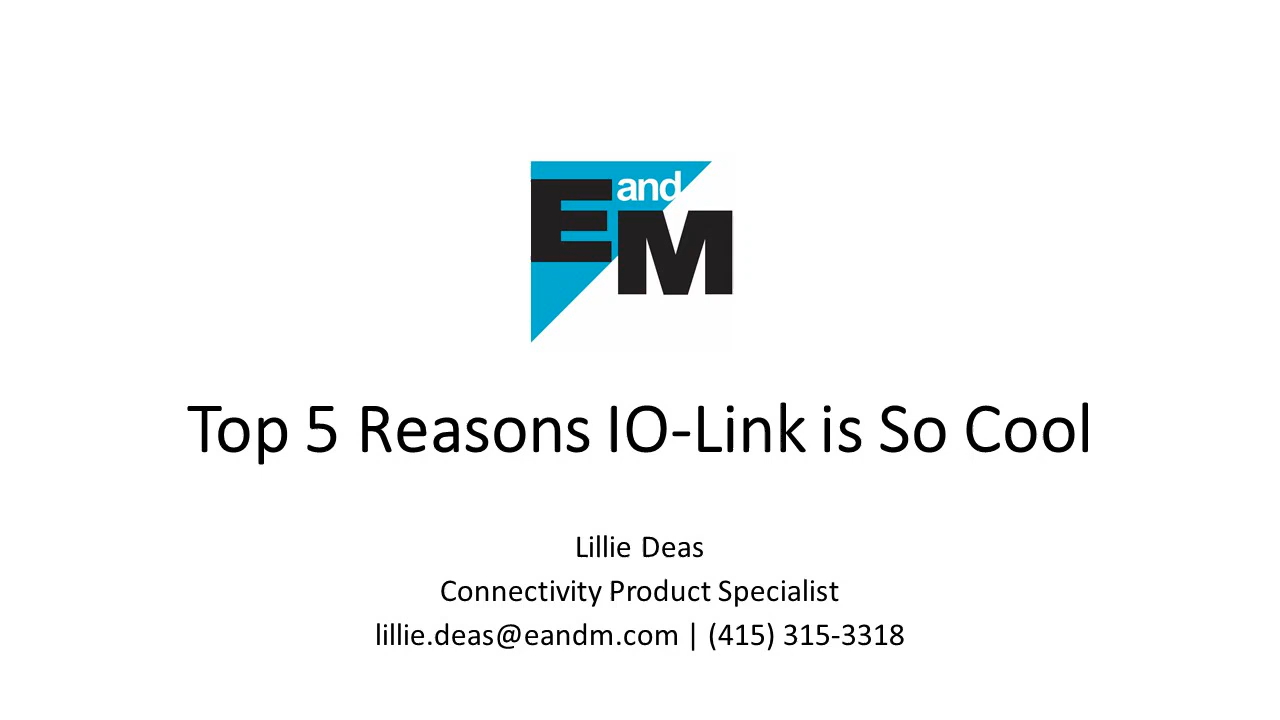 E and M
Top 5 Reasons IO-Link is So Cool
Lillie Deas
Connectivity Product Specialist
lillie.deas@eandm.com | (415) 315-3318